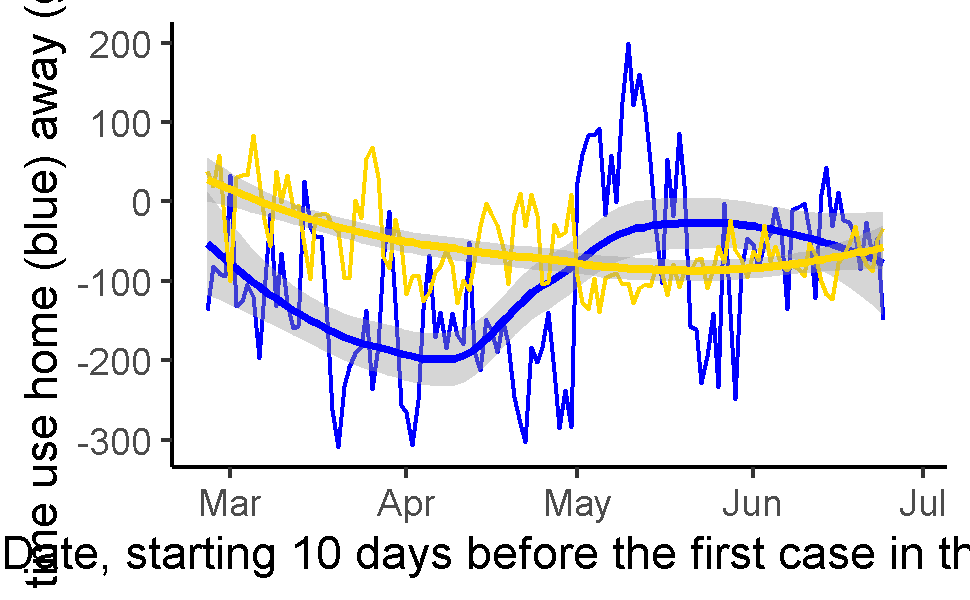 time use home (blue) away (
200
100
0
-100
-200
-300
Mar Apr May Jun Jul
Date, starting 10 days before the first case in th